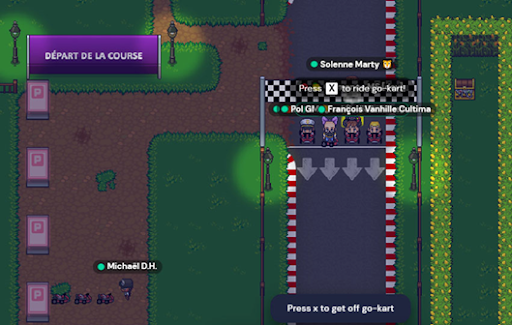 DÉPART DE LA COURSE
Solenne Marty
Press X to ride go-kart!
Pol Gl
François Vanhille Cultima
P
P
P
P
Michaël D.H.
Press x to get off go-kart